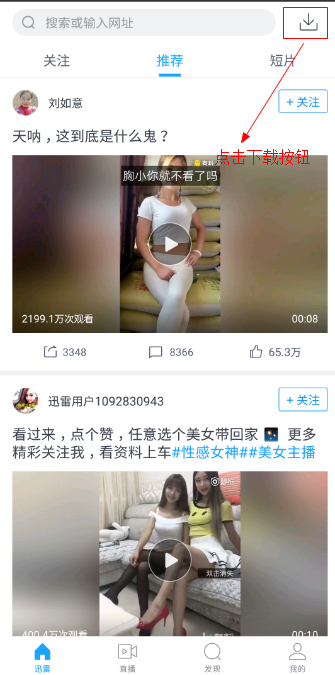 搜索或输入网址
关注
推荐
短片
刘如意
+ 关注
天呐，这到底是什么鬼？
点击下载按钮
胸小你就不看了吗
2199.1万次观看
00:08
3348
8366
65.3万
迅雷用户1092830943
+ 关注
看过来，点个赞，任意选个美女带回家 更多
精彩关注我，看资料上车#性感女神##美女主播
双击消失
400.4万次观看
00:10
迅雷
直播
发现
我的